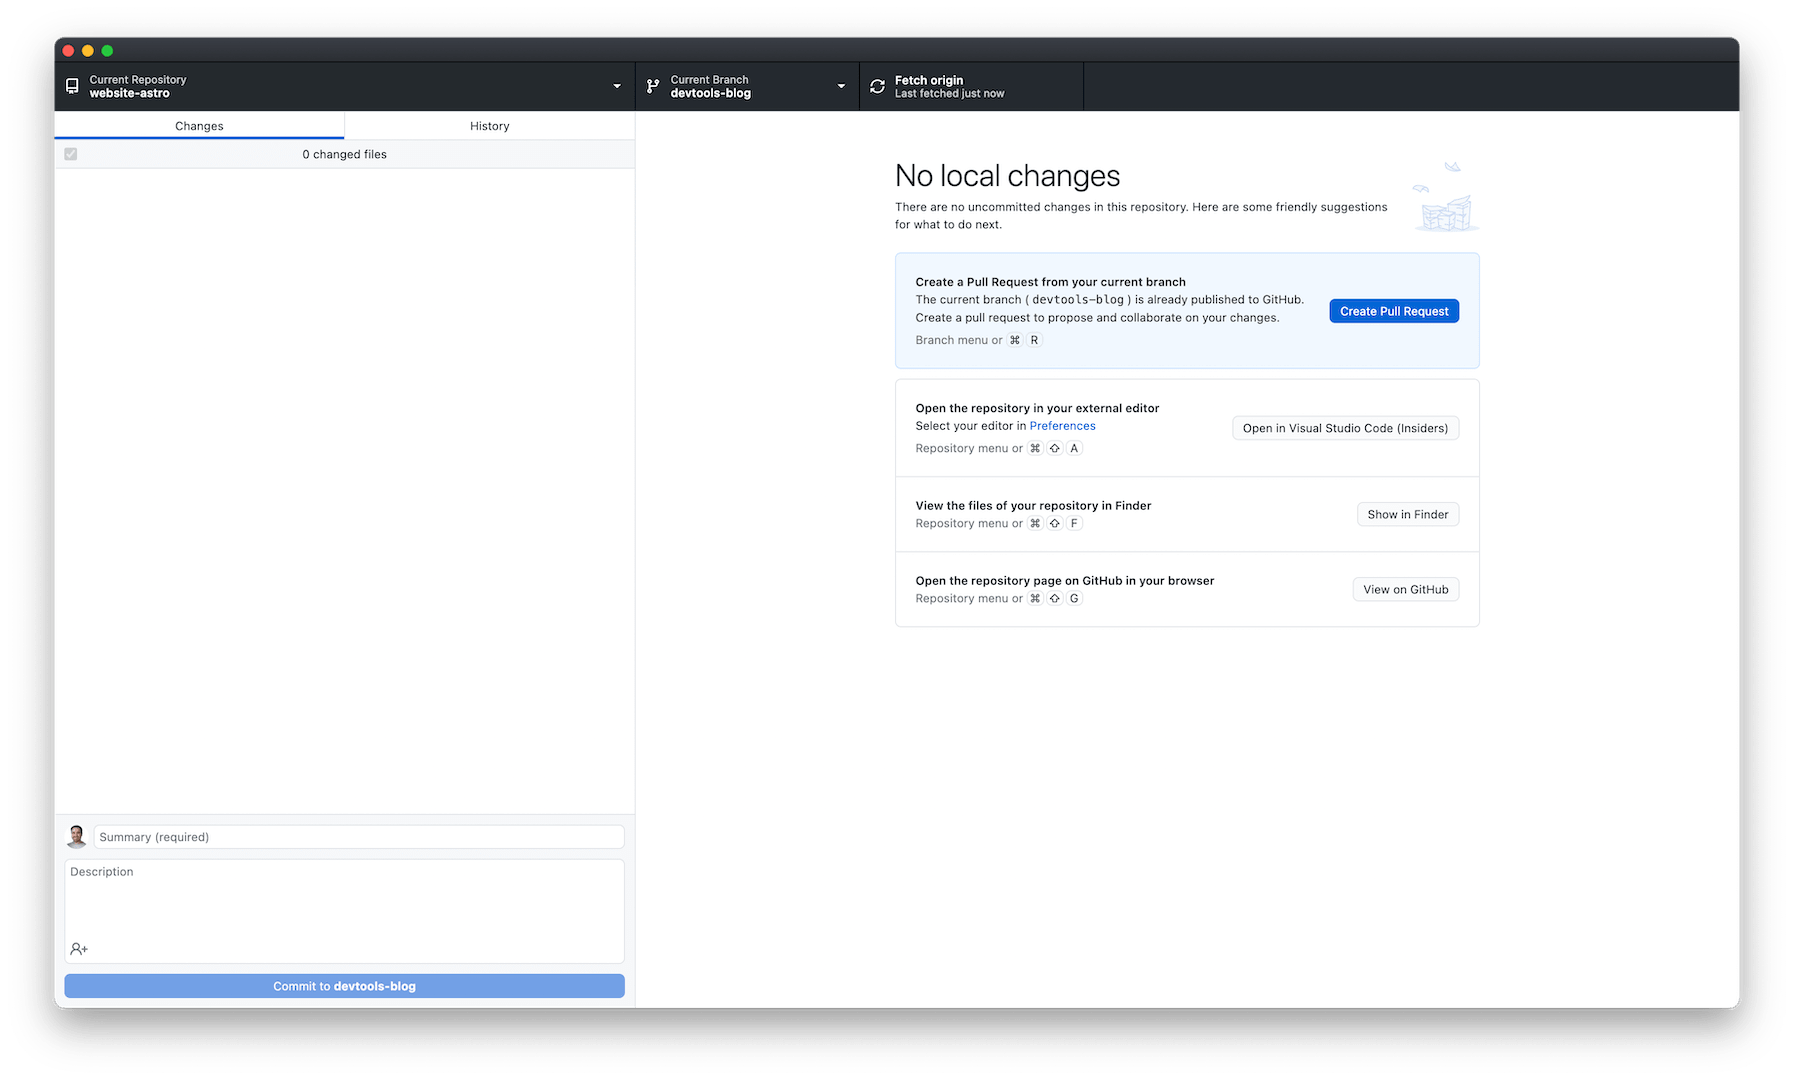 Current Repository
website-astro
Current Branch
devtools-blog
Fetch origin
Last fetched just now
Changes
History
0 changed files
No local changes
There are no uncommitted changes in this repository. Here are some friendly suggestions
for what to do next.
Create a Pull Request from your current branch
The current branch ( devtools-blog ) is already published to GitHub.
Create a pull request to propose and collaborate on your changes.
Branch menu or ⌘ R
Create Pull Request
Open the repository in your external editor
Select your editor in Preferences
Repository menu or ⌘ ⇧ A
Open in Visual Studio Code (Insiders)
View the files of your repository in Finder
Repository menu or ⌘ ⇧ F
Show in Finder
Open the repository page on GitHub in your browser
Repository menu or ⌘ ⇧ G
View on GitHub
Summary (required)
Description
Commit to devtools-blog